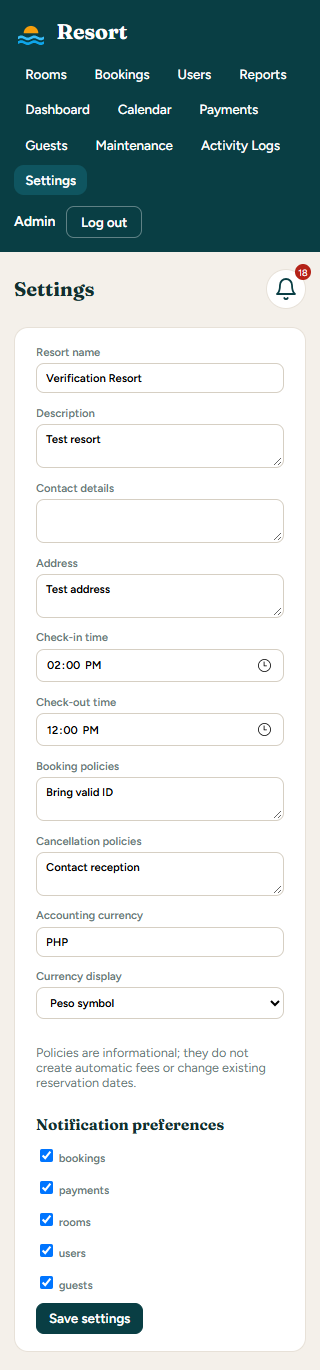 Resort
Rooms Bookings Users Reports
Dashboard Calendar Payments
Guests Maintenance Activity Logs
Settings
Admin Log out
Settings
18
Resort name
Verification Resort
Description
Test resort
Contact details
Address
Test address
Check-in time
02:00 PM
Check-out time
12:00 PM
Booking policies
Bring valid ID
Cancellation policies
Contact reception
Accounting currency
PHP
Currency display
Peso symbol
Policies are informational; they do not
create automatic fees or change existing
reservation dates.
Notification preferences
bookings
payments
rooms
users
guests
Save settings